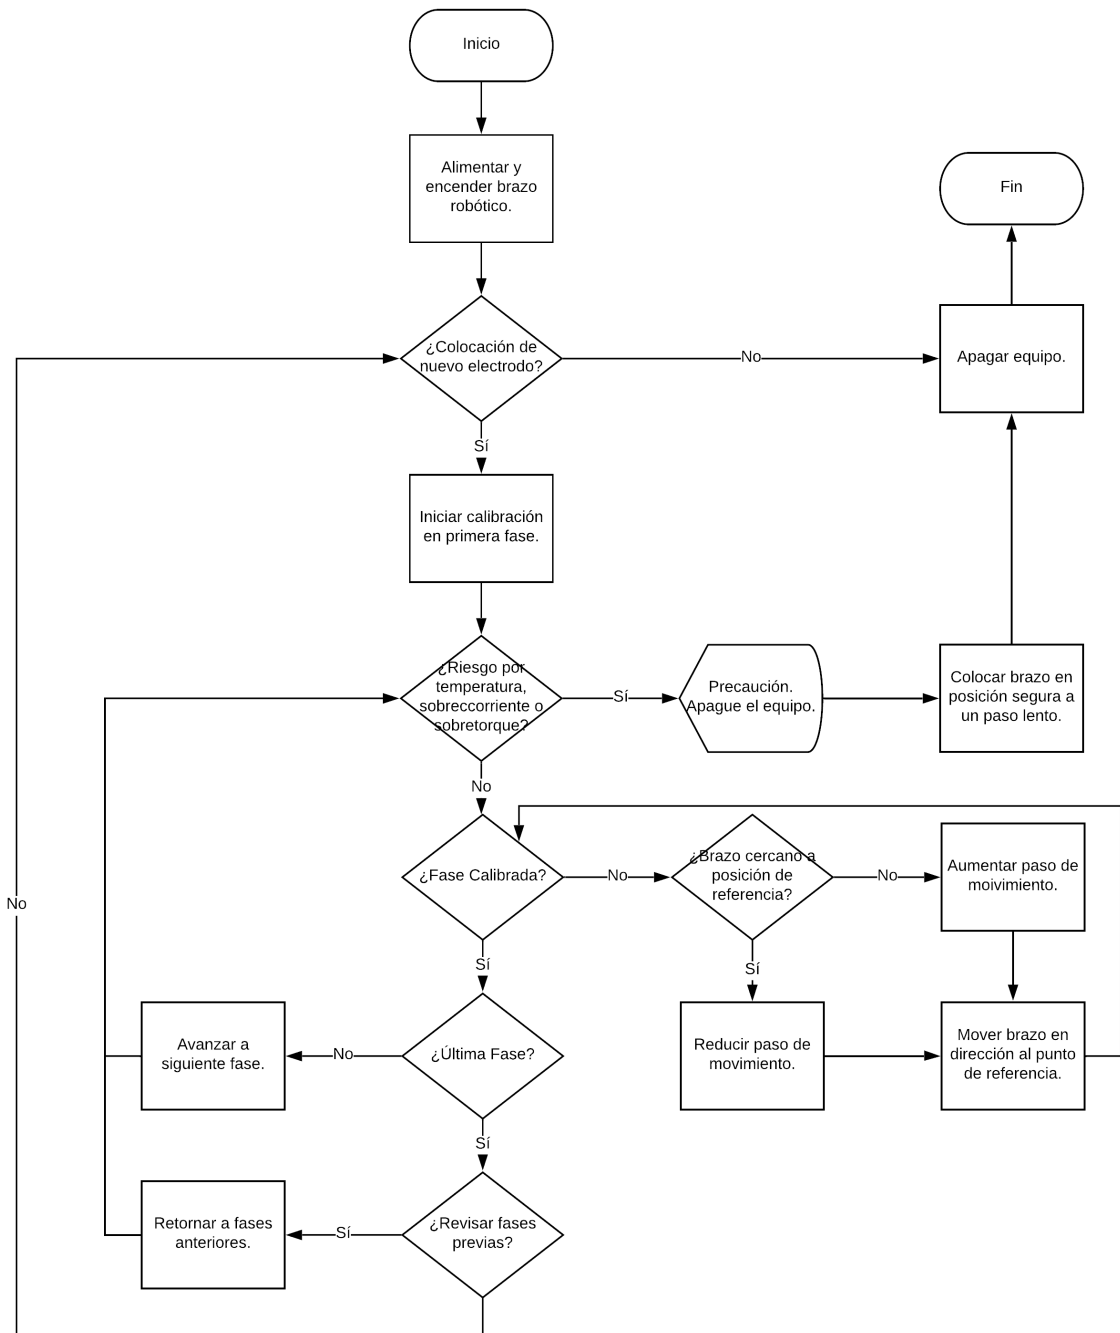 Inicio
Alimentar y
encender brazo
robótico.
Fin
¿Colocación de
nuevo electrodo?
No
Apagar equipo.
Sí
Iniciar calibración
en primera fase.
¿Riesgo por
temperatura,
sobreccorriente o
sobretorque?
Sí
Precaución.
Apague el equipo.
Colocar brazo en
posición segura a
un paso lento.
No
¿Fase Calibrada?
No
¿Brazo cercano a
posición de
referencia?
No
Aumentar paso de
moivimiento.
No
Sí
Sí
Avanzar a
siguiente fase.
No
¿Última Fase?
Reducir paso de
movimiento.
Mover brazo en
dirección al punto
de referencia.
Sí
Retornar a fases
anteriores.
Sí
¿Revisar fases
previas?